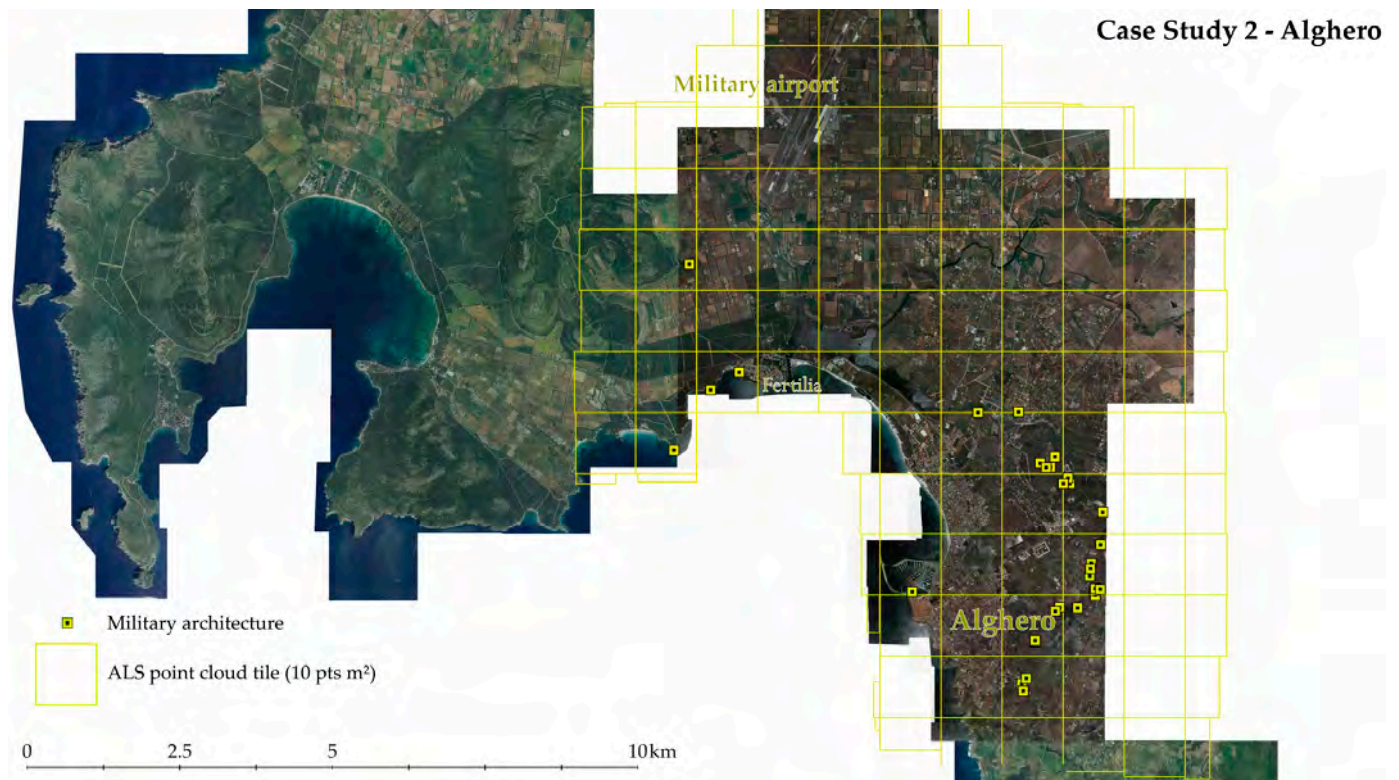 Case Study 2 - Alghero
Military airport
Fertilia
Alghero
Military architecture
ALS point cloud tile (10 pts m²)
0 2.5 5 10km